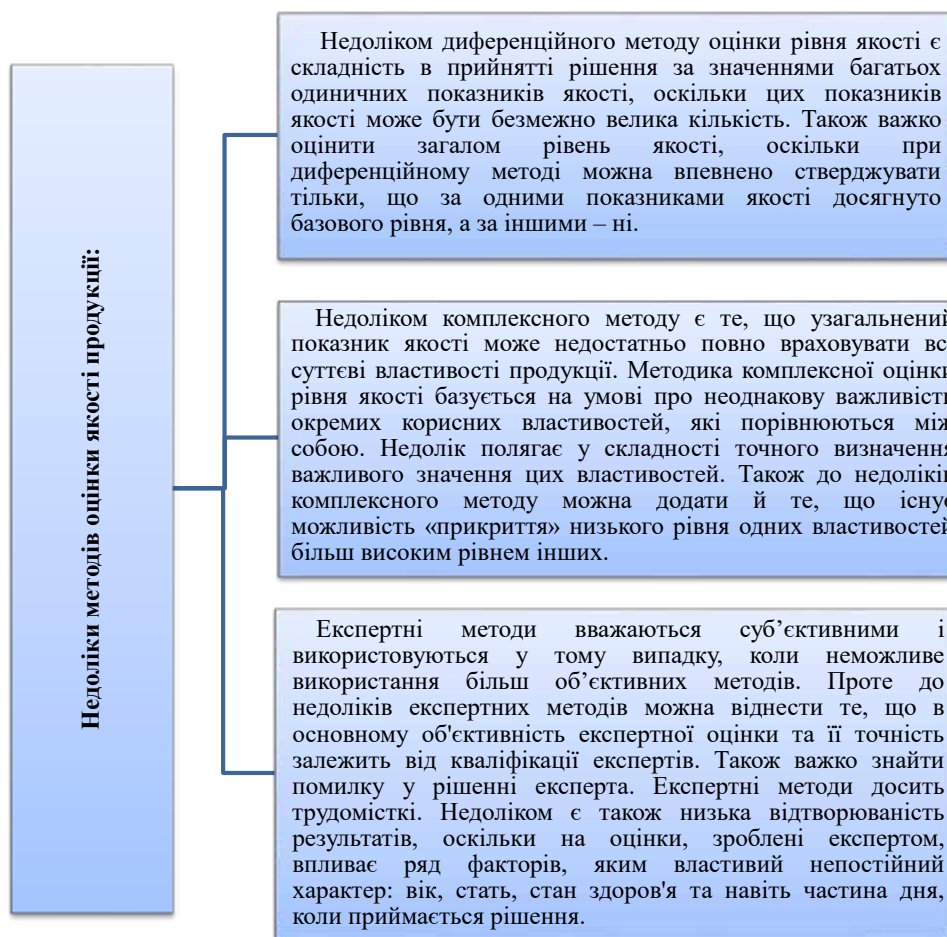 Недоліки методів оцінки якості продукції:
Недоліком диференційного методу оцінки рівня якості є
складність в прийнятті рішення за значеннями багатьох
одиничних показників якості, оскільки цих показників
якості може бути безмежно велика кількість. Також важко
оцінити загалом рівень якості, оскільки при
диференційному методі можна впевнено стверджувати
тільки, що за одними показниками якості досягнуто
базового рівня, а за іншими – ні.
Недоліком комплексного методу є те, що узагальнений
показник якості може недостатньо повно враховувати вс
суттєві властивості продукції. Методика комплексної оцінки
рівня якості базується на умові про неоднакову важливість
окремих корисних властивостей, які порівнюються між
собою. Недолік полягає у складності точного визначення
важливого значення цих властивостей. Також до недоліки
комплексного методу можна додати й те, що існує
можливість «прикриття» низького рівня одних властивостей
більш високим рівнем інших.
Експертні методи вважаються суб’єктивними і
використовуються у тому випадку, коли неможливе
використання більш об’єктивних методів. Проте до
недоліків експертних методів можна віднести те, що в
основному об'єктивність експертної оцінки та її точність
залежить від кваліфікації експертів. Також важко знайти
помилку у рішенні експерта. Експертні методи досить
трудомісткі. Недоліком є також низька відтворюваність
результатів, оскільки на оцінки, зроблені експертом,
впливає ряд факторів, яким властивий непостійний
характер: вік, стать, стан здоров'я та навіть частина дня,
коли приймається рішення.